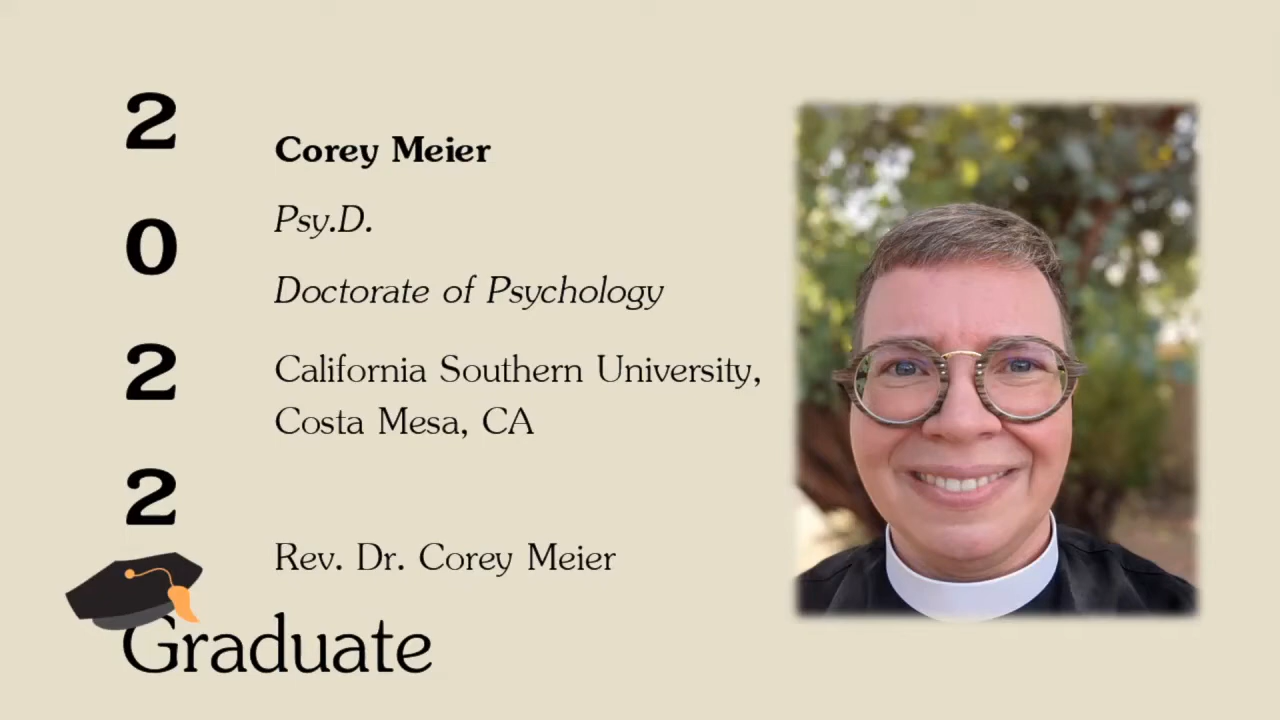 2
0
2
2
Graduate
Corey Meier
Psy.D.
Doctorate of Psychology
California Southern University,
Costa Mesa, CA
Rev. Dr. Corey Meier